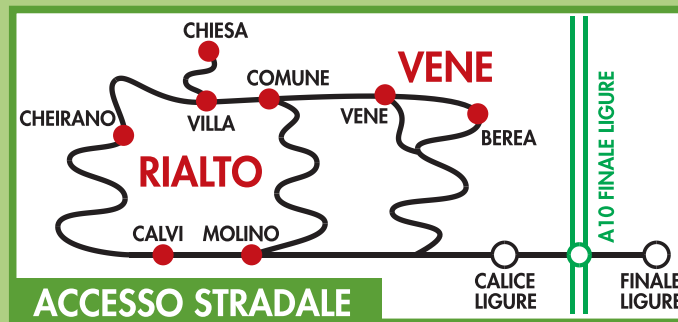 CHIESA
COMUNE
VENE
CHEIRANO
VILLA
VENE
BEREA
RIALTO
A10 FINALE LIGURE
CALVI
MOLINO
CALICE
LIGURE
FINALE
LIGURE
ACCESSO STRADALE